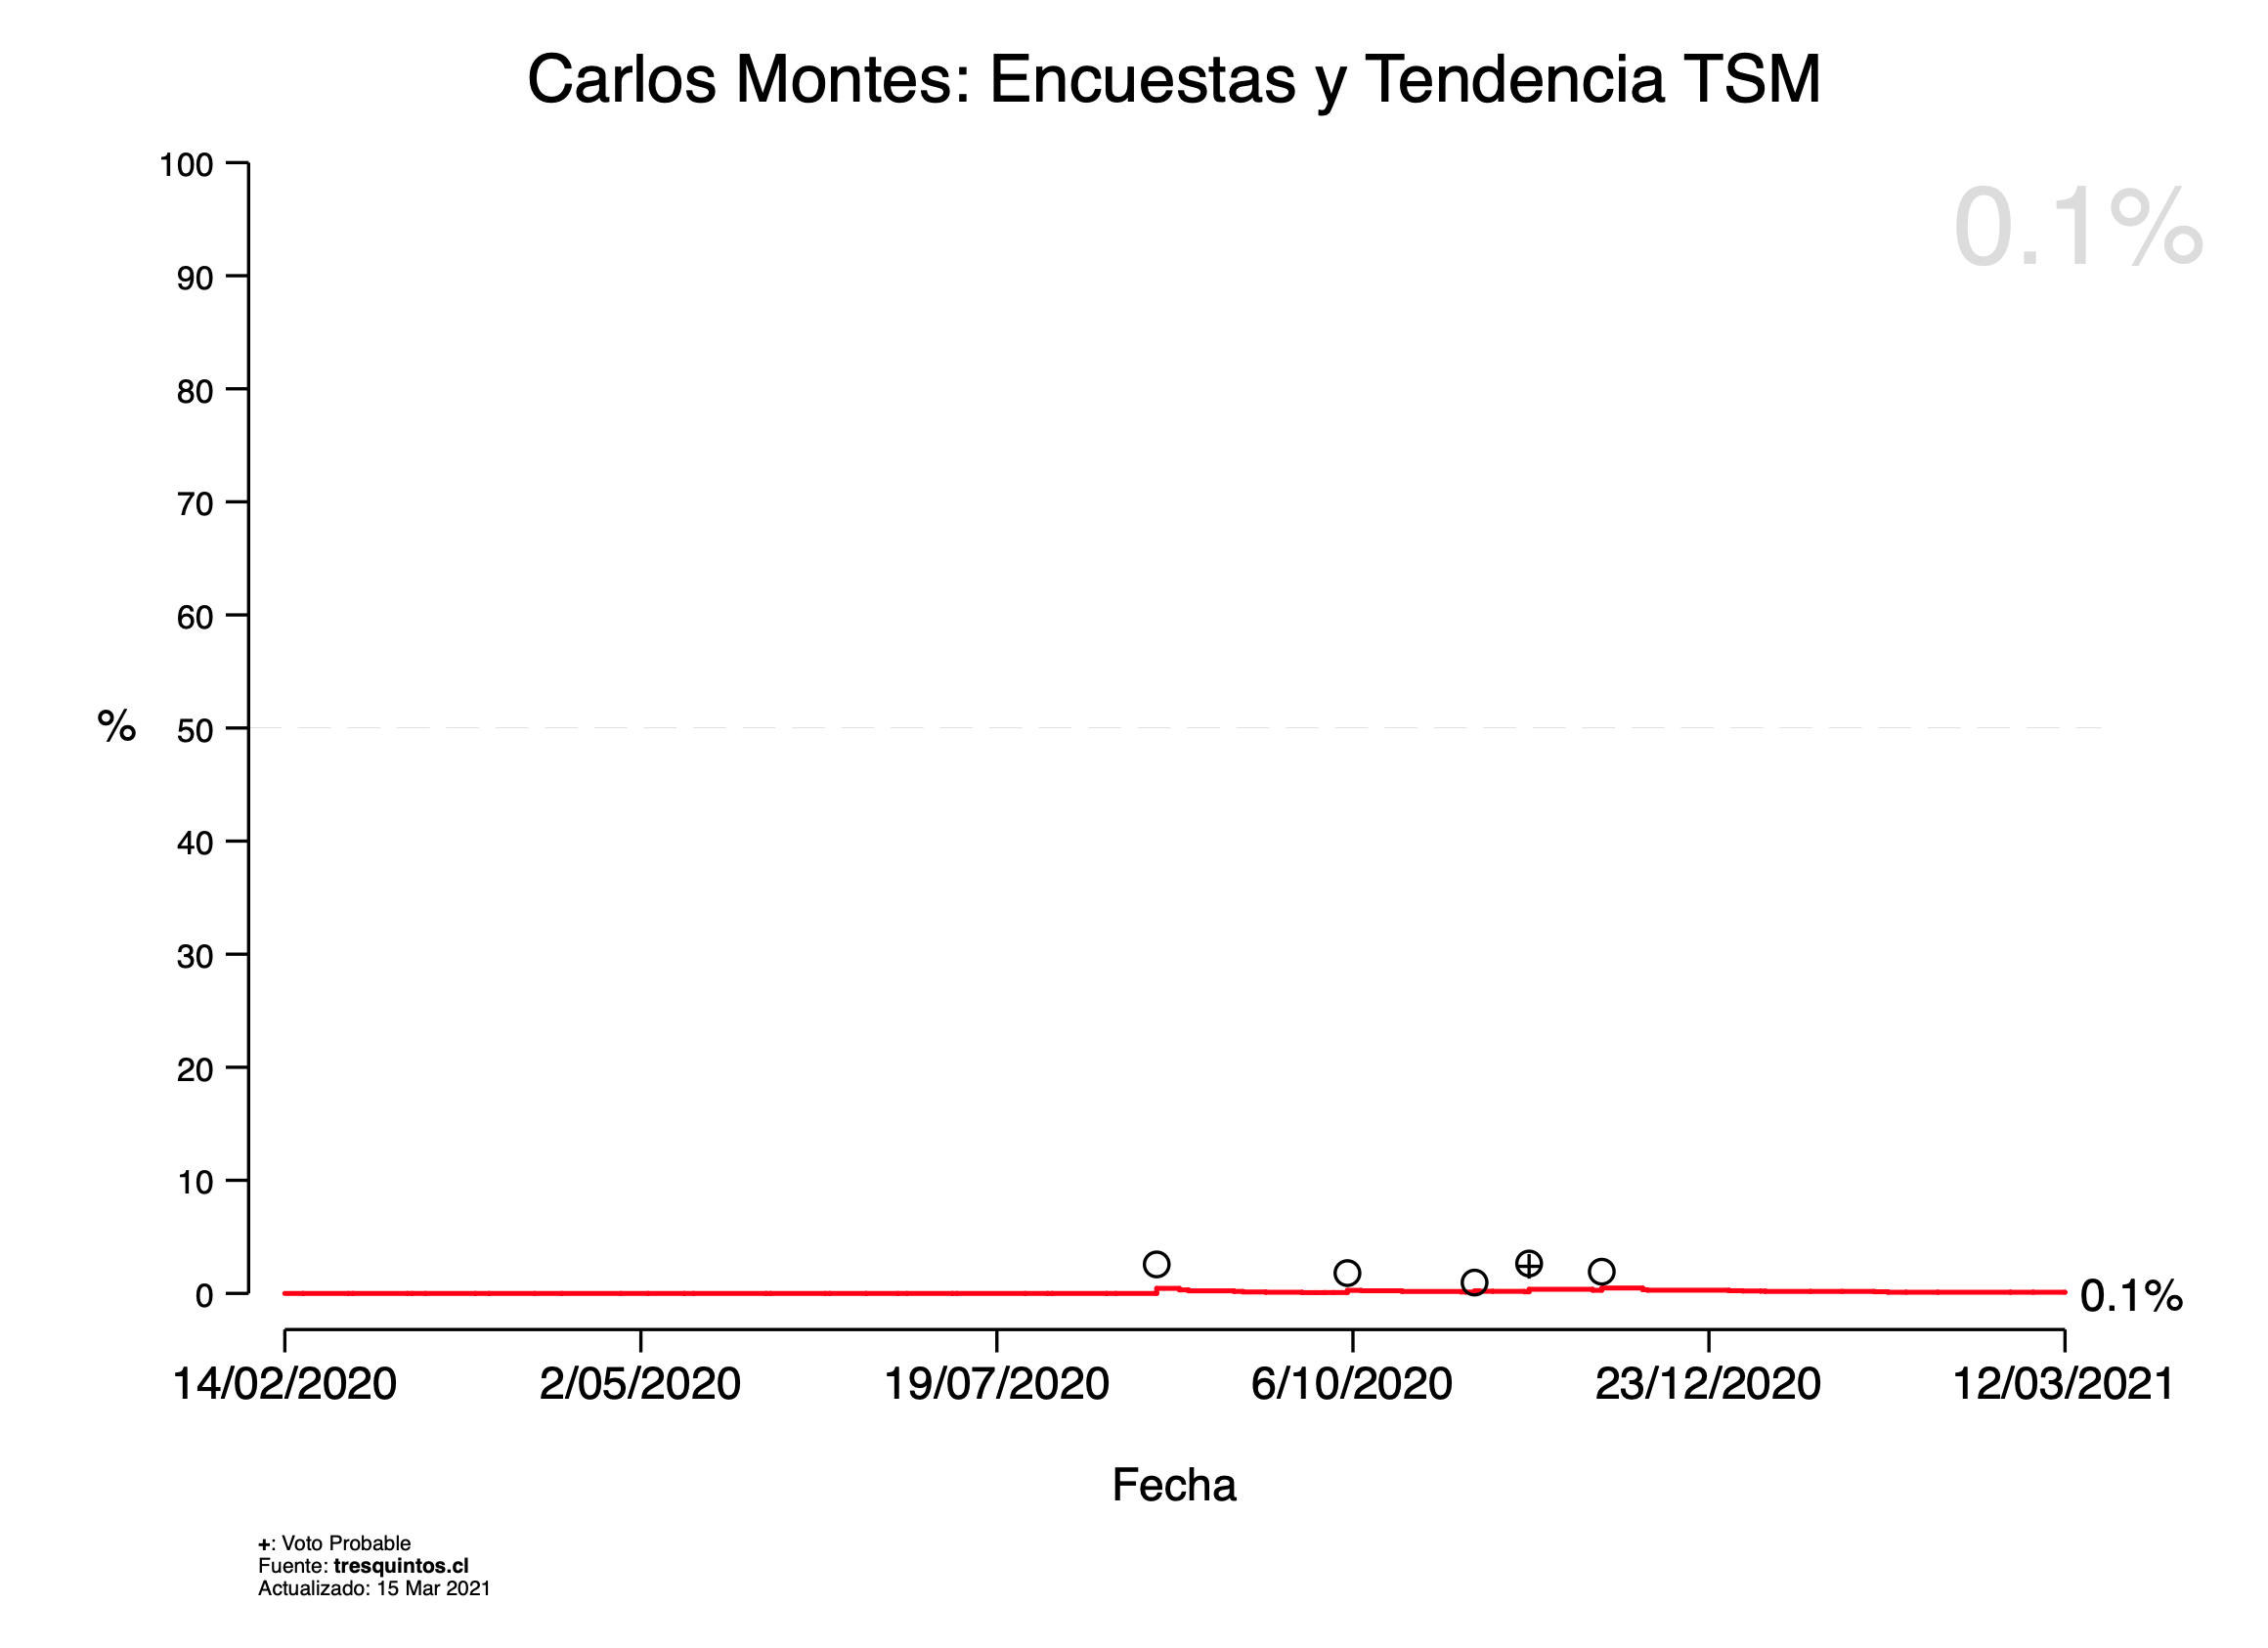 Carlos Montes: Encuestas y Tendencia TSM
0.1%
100
90
80
70
60
% 50
40
30
20
10
0
0.1%
14/02/2020 2/05/2020 19/07/2020 6/10/2020 23/12/2020 12/03/2021
Fecha
+: Voto Probable
Fuente: tresquintos.cl
Actualizado: 15 Mar 2021